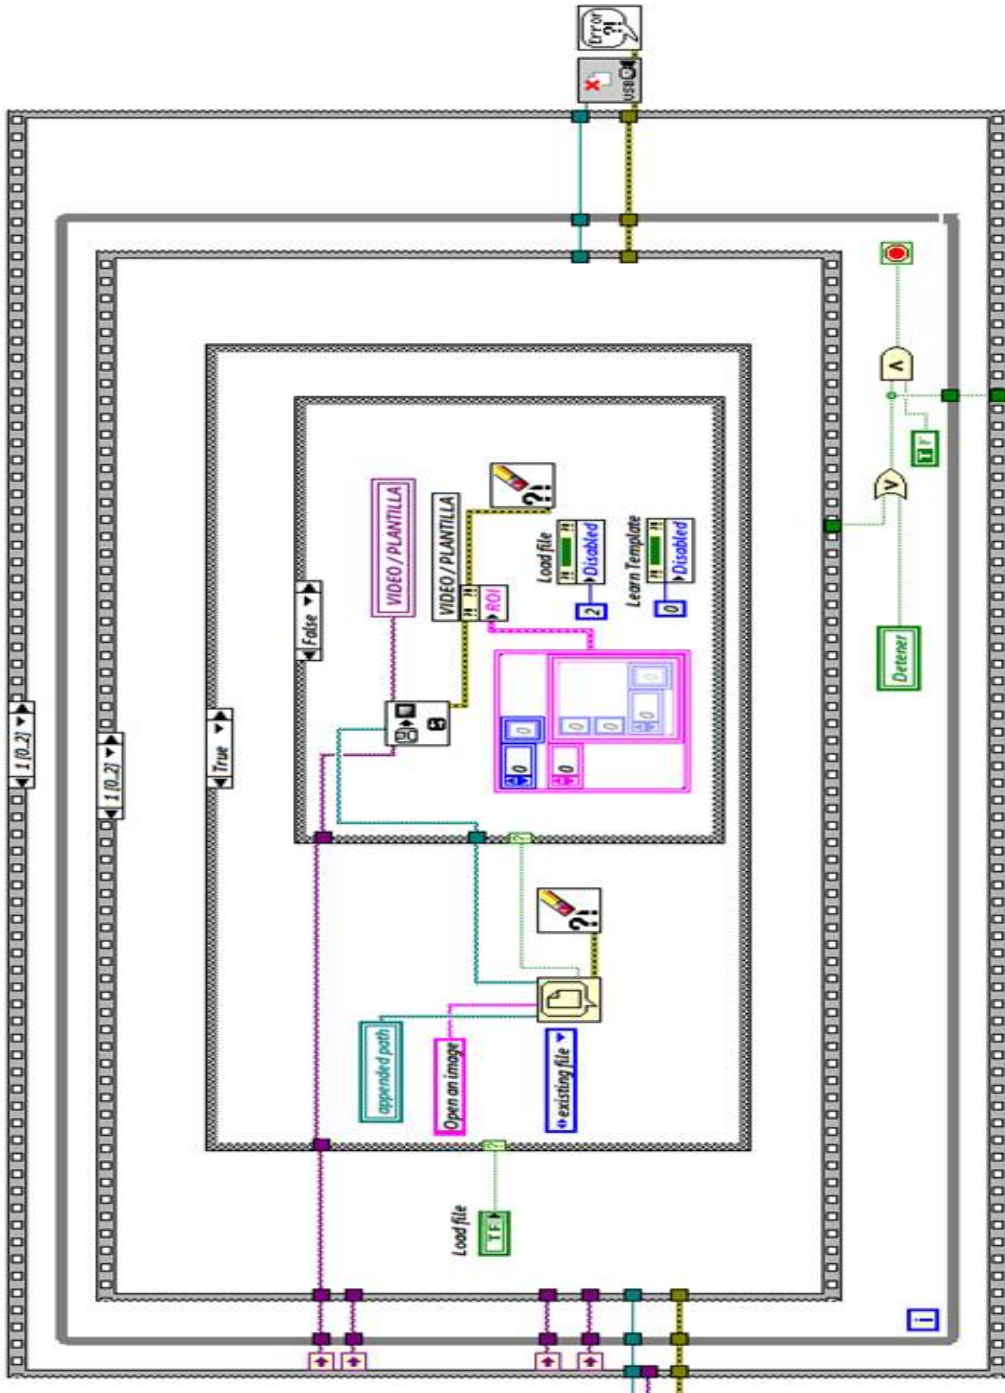 1 [0..2]
1 [0..2]
True
False
Load file
TF
appended path
Open an image
existing file
?!
VIDEO / PLANTILLA
VIDEO / PLANTILLA
ROI
?!
0
0
0
0
0
0
0
Load file
2
Disabled
Learn Template
0
Disabled
Detener
V
T F
Λ
i
USB
Error
?!